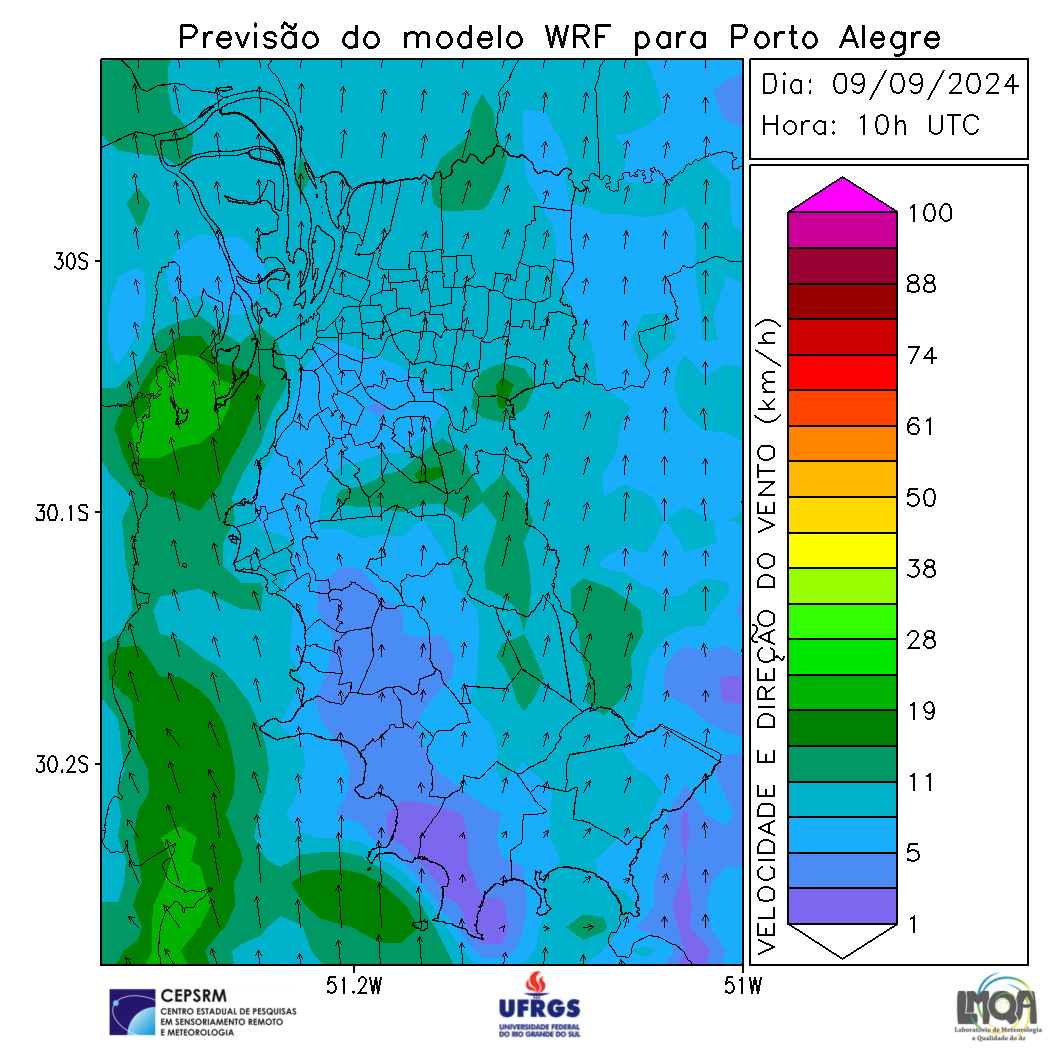 Previsão do modelo WRF para Porto Alegre
Dia: 09/09/2024
Hora: 10h UTC
30S
30.1S
30.2S
51.2W
51W
VELOCIDADE E DIREÇÃO DO VENTO (km/h)
100
88
74
61
50
38
28
19
11
5
1
CEPSRM
CENTRO ESTADUAL DE PESQUISAS
EM SENSORIAMENTO REMOTO
E METEOROLOGIA
UFRGS
UNIVERSIDADE FEDERAL
DO RIO GRANDE DO SUL
LMQA
Laboratório de Meteorologia
e Qualidade do Ar